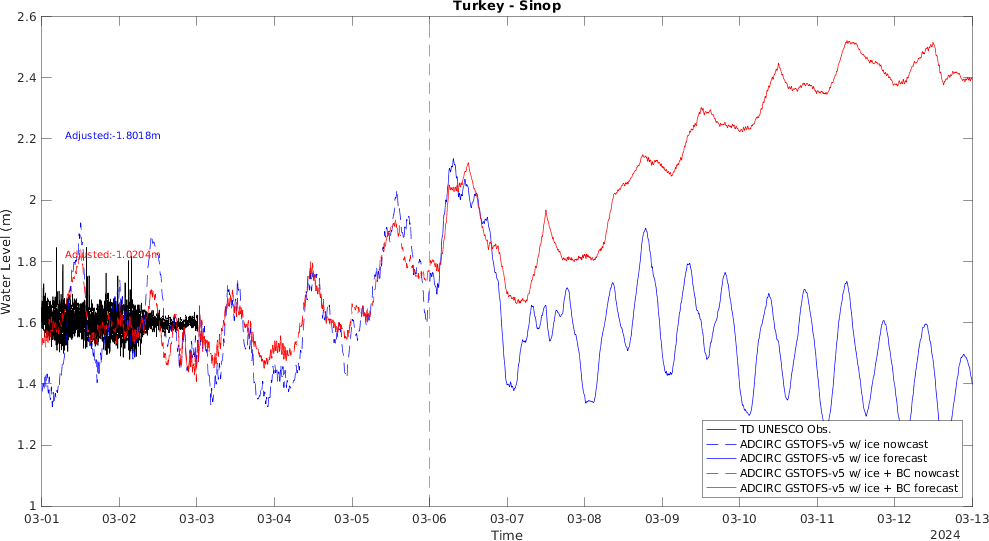 Turkey - Sinop
2.6
2.4
2.2
2
1.8
1.6
1.4
1.2
1
Water Level (m)
Adjusted:-1.8018m
Adjusted:-1.0204m
TD UNESCO Obs.
ADCIRC GSTOFS-v5 w/ ice nowcast
ADCIRC GSTOFS-v5 w/ ice forecast
ADCIRC GSTOFS-v5 w/ ice + BC nowcast
ADCIRC GSTOFS-v5 w/ ice + BC forecast
03-01 03-02 03-03 03-04 03-05 03-06 03-07 03-08 03-09 03-10 03-11 03-12 03-13
Time
2024